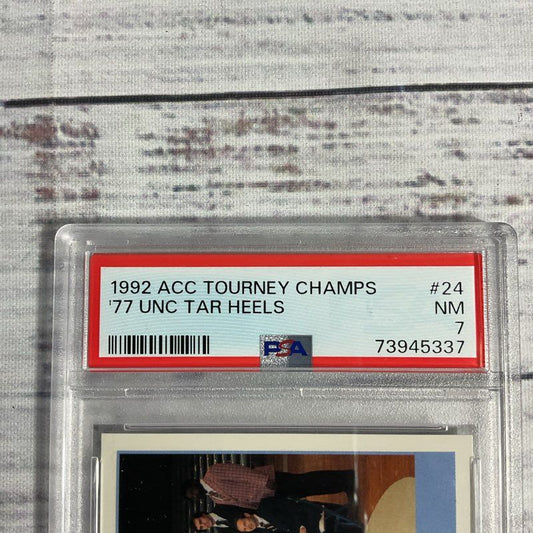 1992 ACC TOURNEY CHAMPS #24
'77 UNC TAR HEELS NM
7
PSA 73945337